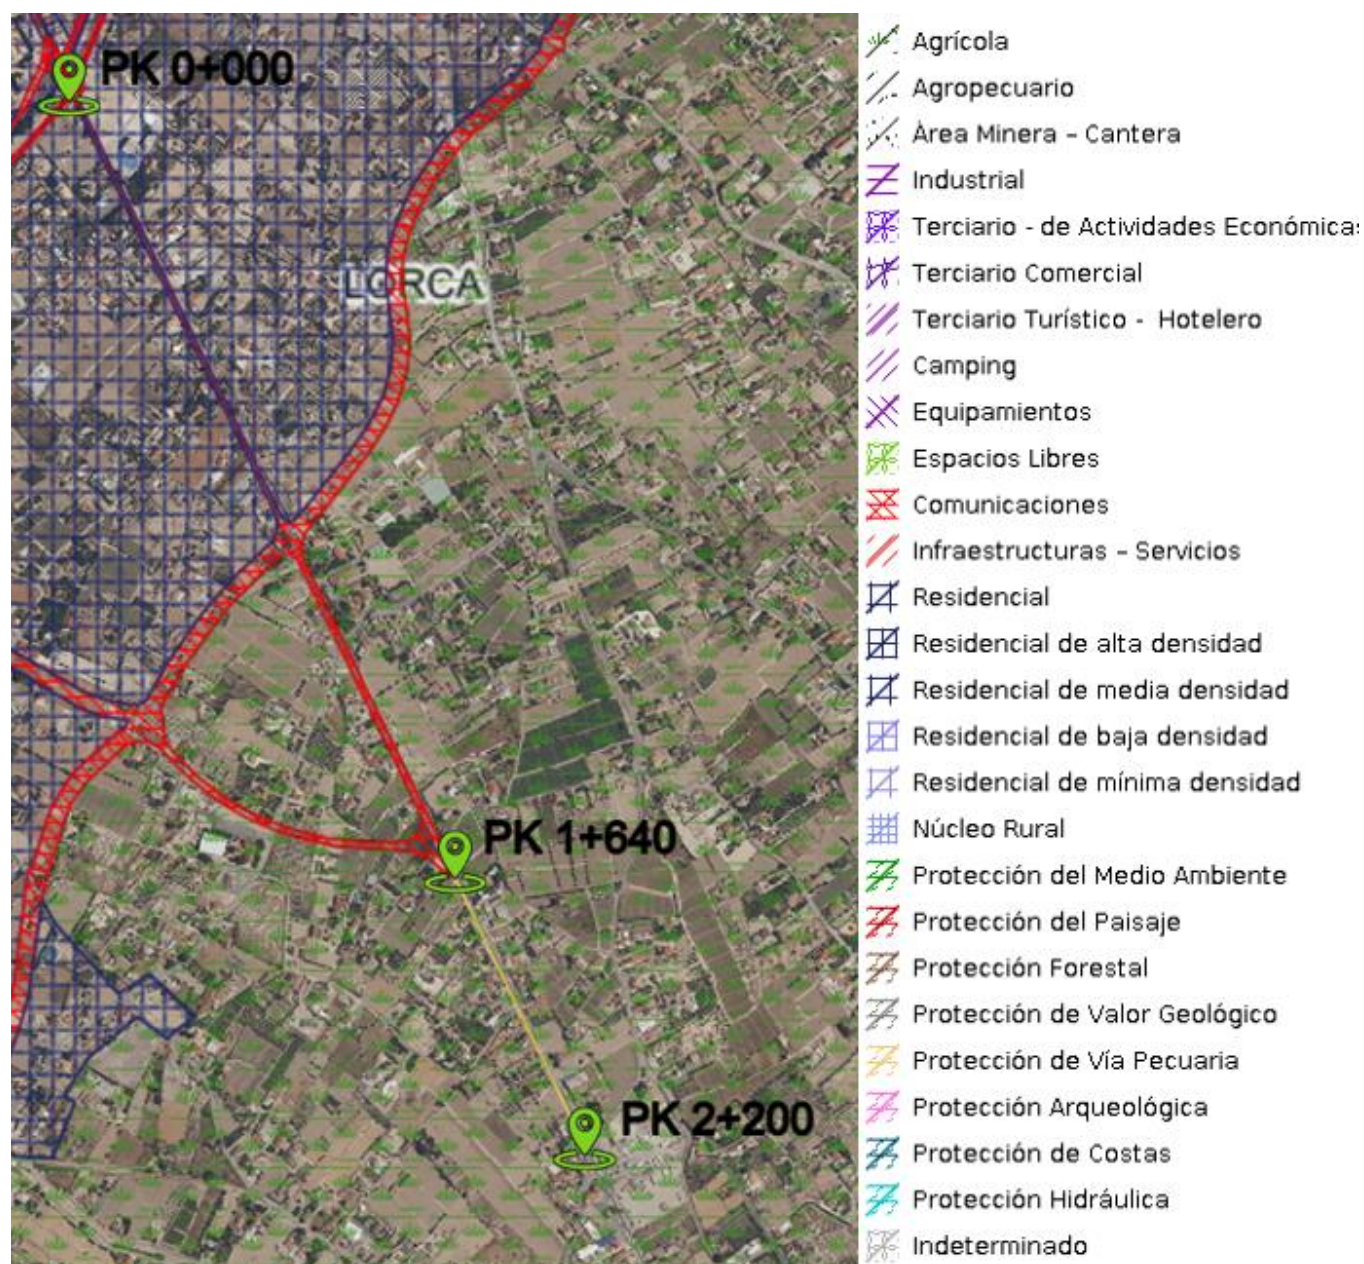 PK 0+000
LORCA
PK 1+640
PK 2+200
Agrícola
Agropecuario
Àrea Minera – Cantera
Industrial
Terciario - de Actividades Económicas
Terciario Comercial
Terciario Turístico - Hotelero
Camping
Equipamientos
Espacios Libres
Comunicaciones
Infraestructuras – Servicios
Residencial
Residencial de alta densidad
Residencial de media densidad
Residencial de baja densidad
Residencial de mínima densidad
Núcleo Rural
Protección del Medio Ambiente
Protección del Paisaje
Protección Forestal
Protección de Valor Geológico
Protección de Vía Pecuaria
Protección Arqueológica
Protección de Costas
Protección Hidráulica
Indeterminado